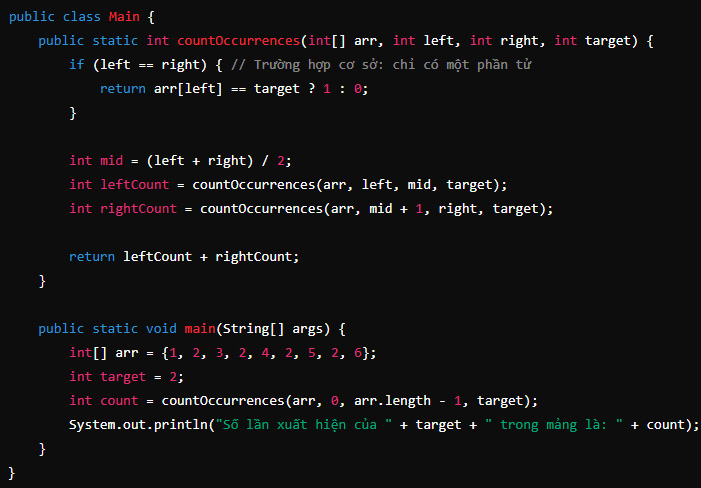 public class Main {
public static int countOccurrences(int[] arr, int left, int right, int target) {
if (left == right) { // Trường hợp cơ sở: chỉ có một phần tử
return arr[left] == target ? 1 : 0;
}
int mid = (left + right) / 2;
int leftCount = countOccurrences(arr, left, mid, target);
int rightCount = countOccurrences(arr, mid + 1, right, target);
return leftCount + rightCount;
}
public static void main(String[] args) {
int[] arr = {1, 2, 3, 2, 4, 2, 5, 2, 6};
int target = 2;
int count = countOccurrences(arr, 0, arr.length - 1, target);
System.out.println("Số lần xuất hiện của " + target + " trong mảng là: " + count);
}
}